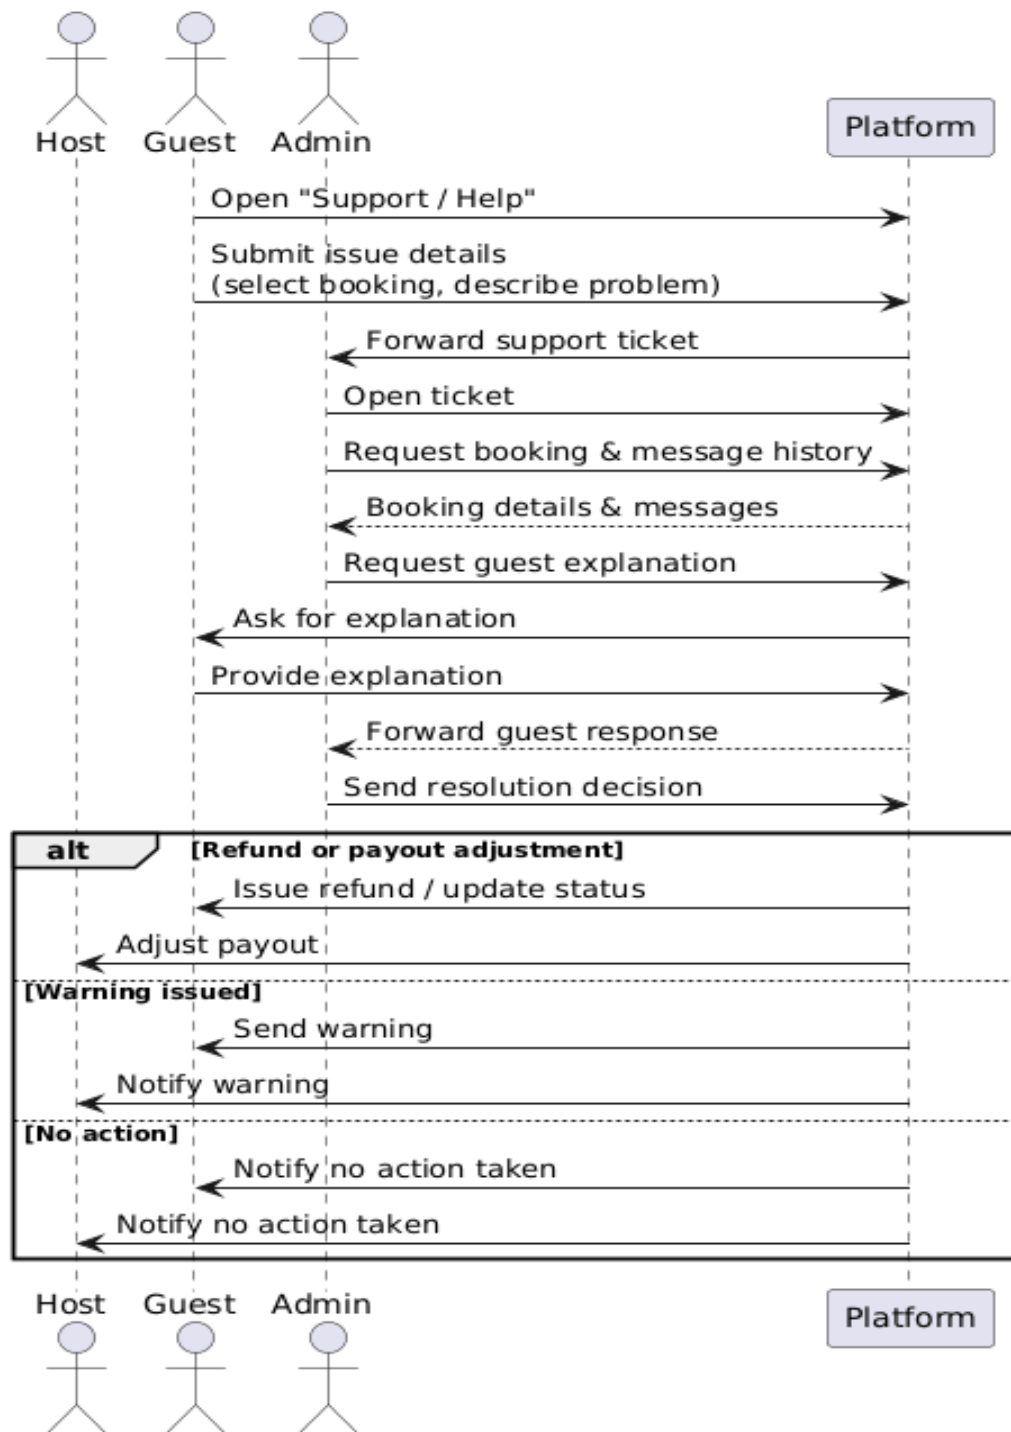 Host Guest Admin
Platform
Open "Support / Help"
Submit issue details
(select booking, describe problem)
Forward support ticket
Open ticket
Request booking & message history
Booking details & messages
Request guest explanation
Ask for explanation
Provide explanation
Forward guest response
Send resolution decision
alt [Refund or payout adjustment]
Issue refund / update status
Adjust payout
[Warning issued]
Send warning
Notify warning
[No action]
Notify no action taken
Notify no action taken
Host Guest Admin
Platform